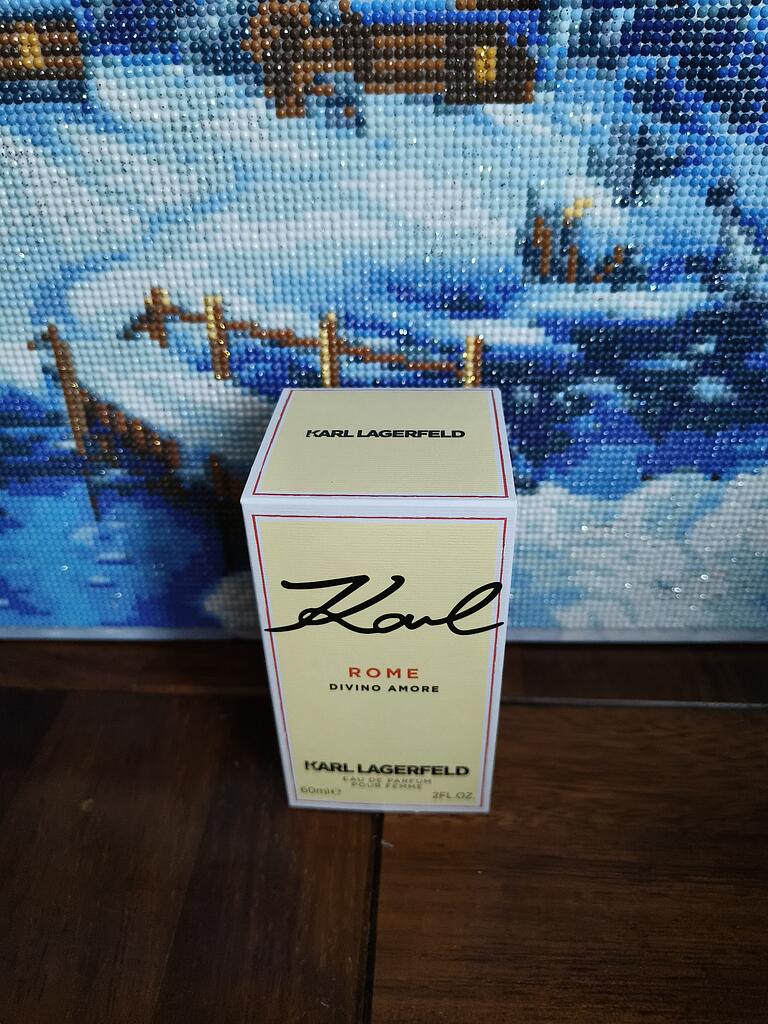 KARL LAGERFELD
Karl
ROME
DIVINO AMORE
KARL LAGERFELD
EAU DE PARFUM
POUR FEMME
60ml℮ 2FL.OZ.